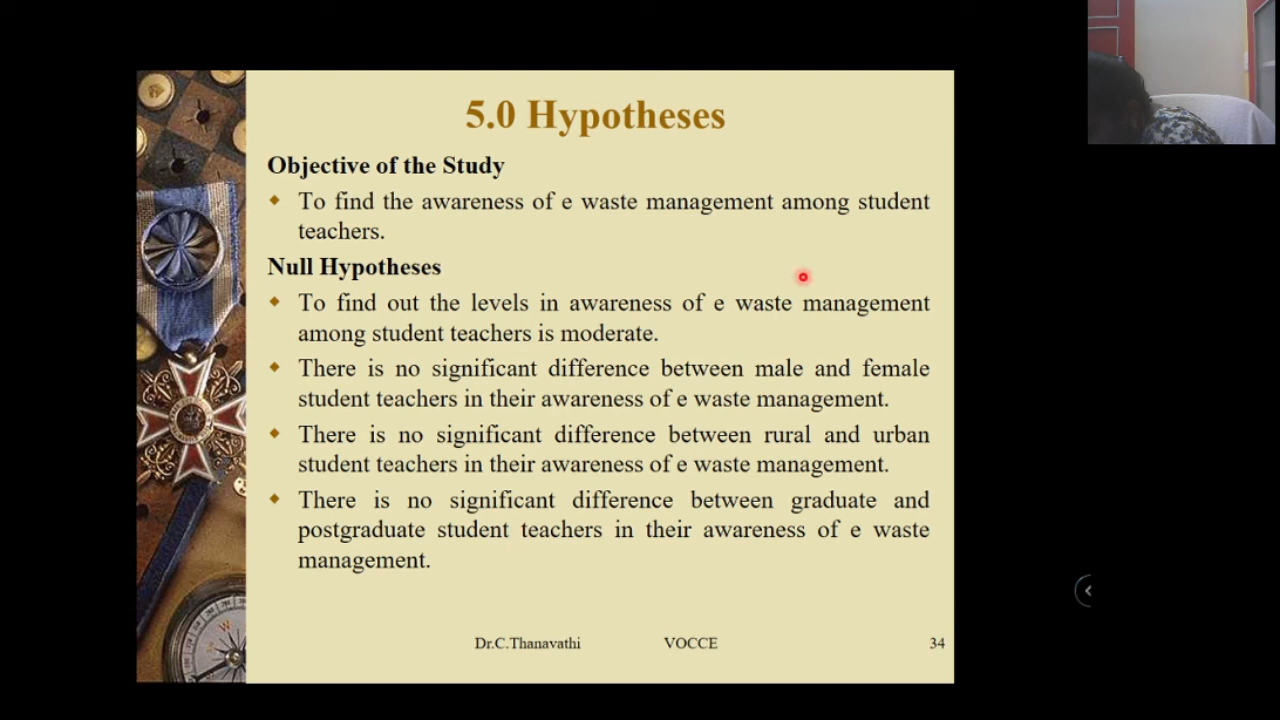 5.0 Hypotheses
Objective of the Study
To find the awareness of e waste management among student
teachers.
Null Hypotheses
To find out the levels in awareness of e waste management
among student teachers is moderate.
There is no significant difference between male and female
student teachers in their awareness of e waste management.
There is no significant difference between rural and urban
student teachers in their awareness of e waste management.
There is no significant difference between graduate and
postgraduate student teachers in their awareness of e waste
management.
Dr.C.Thanavathi VOCCE 34